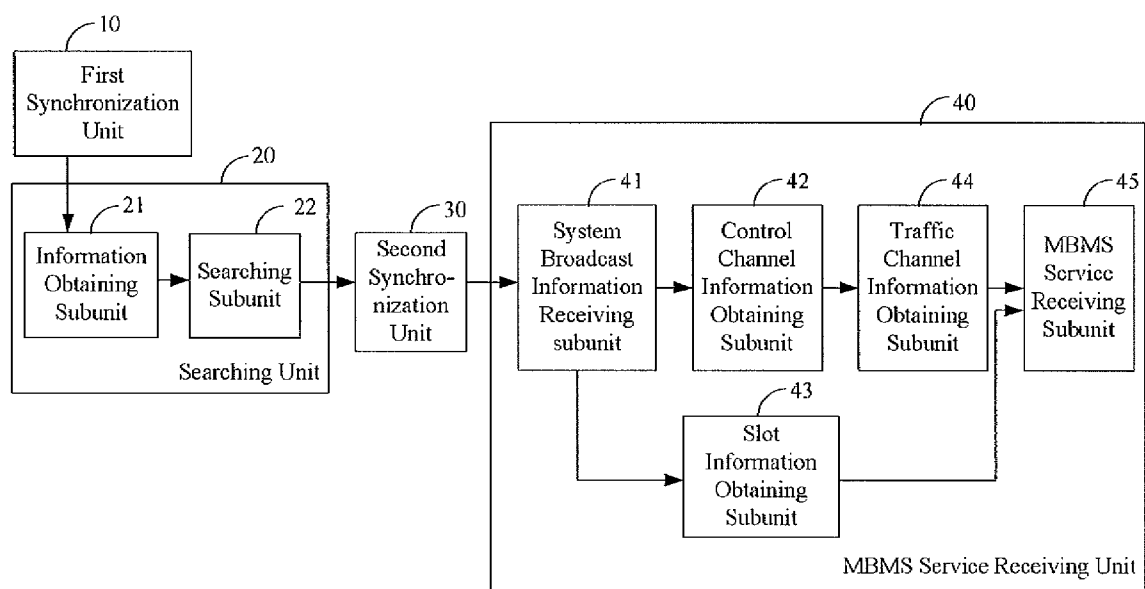 10
First
Synchronization
Unit
20
21
Information
Obtaining
Subunit
22
Searching
Subunit
Searching Unit
30
Second
Synchro-
nization
Unit
40
41
System
Broadcast
Information
Receiving
subunit
42
Control
Channel
Information
Obtaining
Subunit
44
Traffic
Channel
Information
Obtaining
Subunit
45
MBMS
Service
Receiving
Subunit
43
Slot
Information
Obtaining
Subunit
MBMS Service Receiving Unit